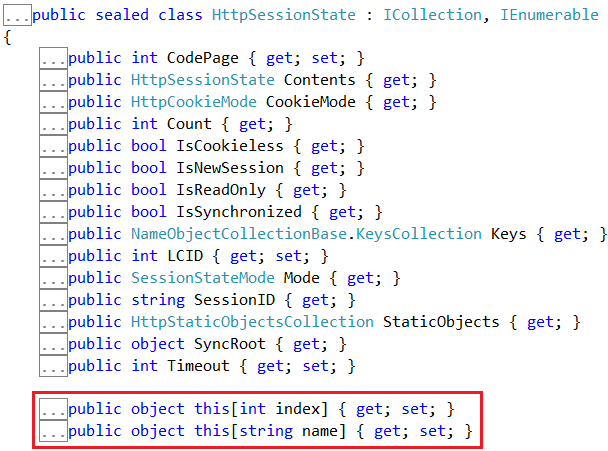 ...public sealed class HttpSessionState : ICollection, IEnumerable
{
...public int CodePage { get; set; }
...public HttpSessionState Contents { get; }
...public HttpCookieMode CookieMode { get; }
...public int Count { get; }
...public bool IsCookieless { get; }
...public bool IsNewSession { get; }
...public bool IsReadOnly { get; }
...public bool IsSynchronized { get; }
...public NameObjectCollectionBase.KeysCollection Keys { get; }
...public int LCID { get; set; }
...public SessionStateMode Mode { get; }
...public string SessionID { get; }
...public HttpStaticObjectsCollection StaticObjects { get; }
...public object SyncRoot { get; }
...public int Timeout { get; set; }
...public object this[int index] { get; set; }
...public object this[string name] { get; set; }